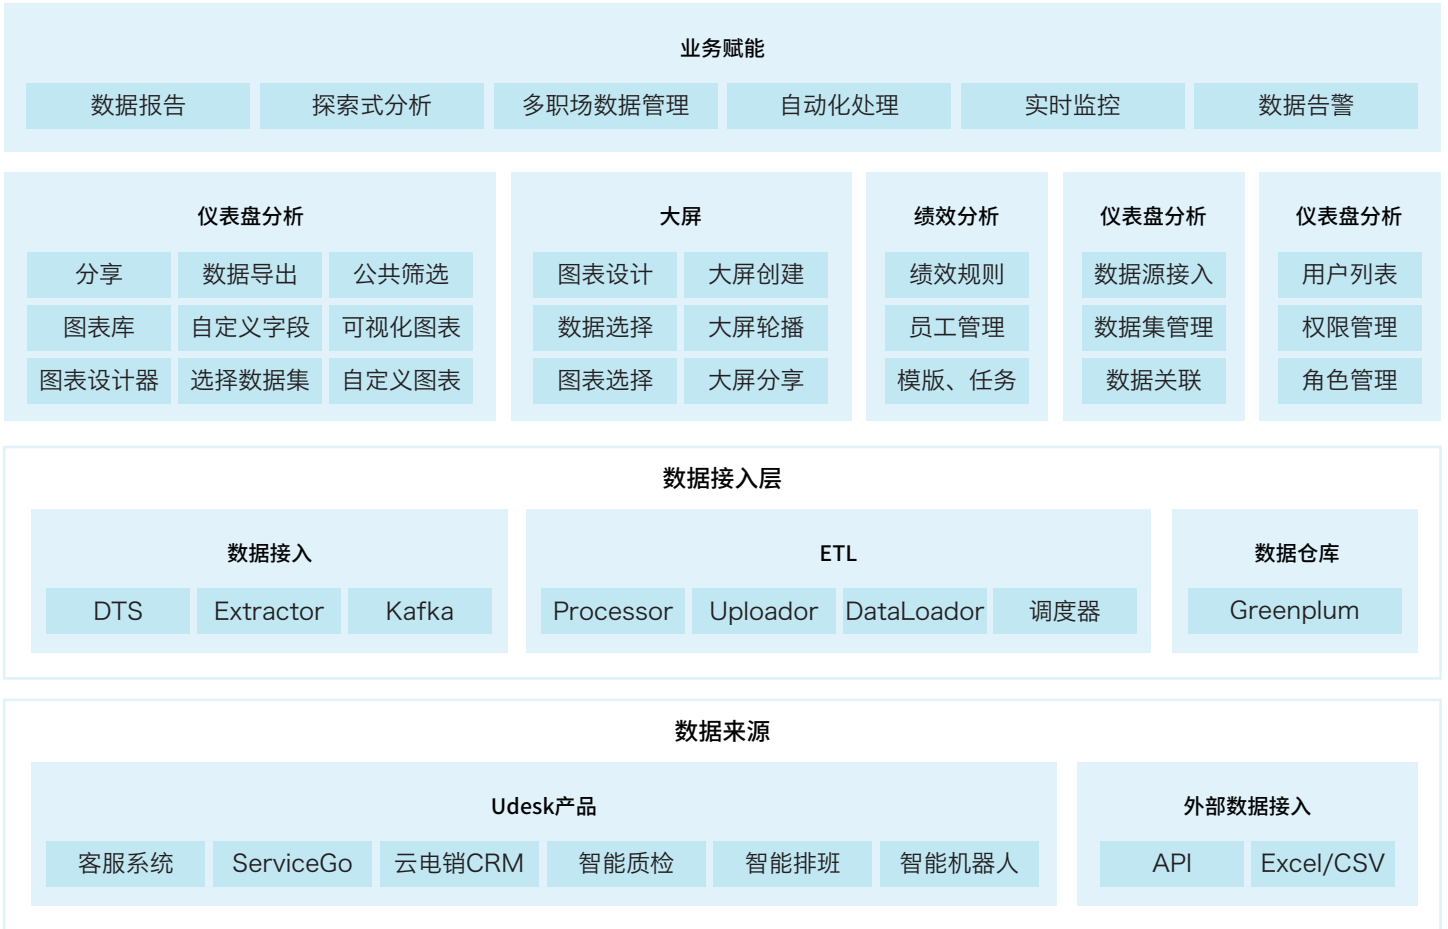 业务赋能
数据报告
探索式分析
多职场数据管理
自动化处理
实时监控
数据告警
仪表盘分析
分享
数据导出
公共筛选
图表库
自定义字段
可视化图表
图表设计器
选择数据集
自定义图表
大屏
图表设计
大屏创建
数据选择
大屏轮播
图表选择
大屏分享
绩效分析
绩效规则
员工管理
模版、任务
仪表盘分析
数据源接入
数据集管理
数据关联
仪表盘分析
用户列表
权限管理
角色管理
数据接入层
数据接入
DTS
Extractor
Kafka
ETL
Processor
Uploador
DataLoador
调度器
数据仓库
Greenplum
数据来源
Udesk产品
客服系统
ServiceGo
云电销CRM
智能质检
智能排班
智能机器人
外部数据接入
API
Excel/CSV